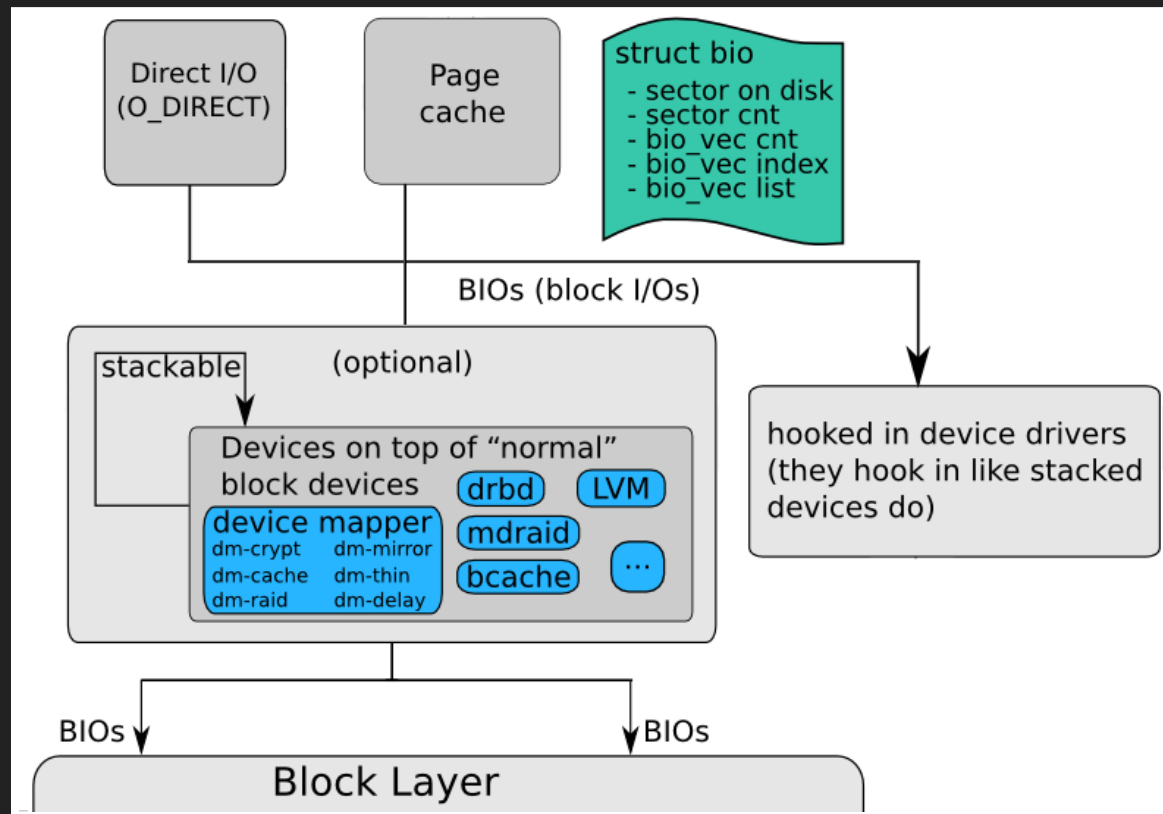 Direct I/O
(O_DIRECT)
Page
cache
struct bio
- sector on disk
- sector cnt
- bio_vec cnt
- bio_vec index
- bio_vec list
BIOs (block I/Os)
stackable
(optional)
Devices on top of “normal”
block devices
drbd
LVM
device mapper
dm-crypt
dm-mirror
dm-cache
dm-thin
dm-raid
dm-delay
mdraid
bcache
...
hooked in device drivers
(they hook in like stacked
devices do)
BIOs
BIOs
Block Layer